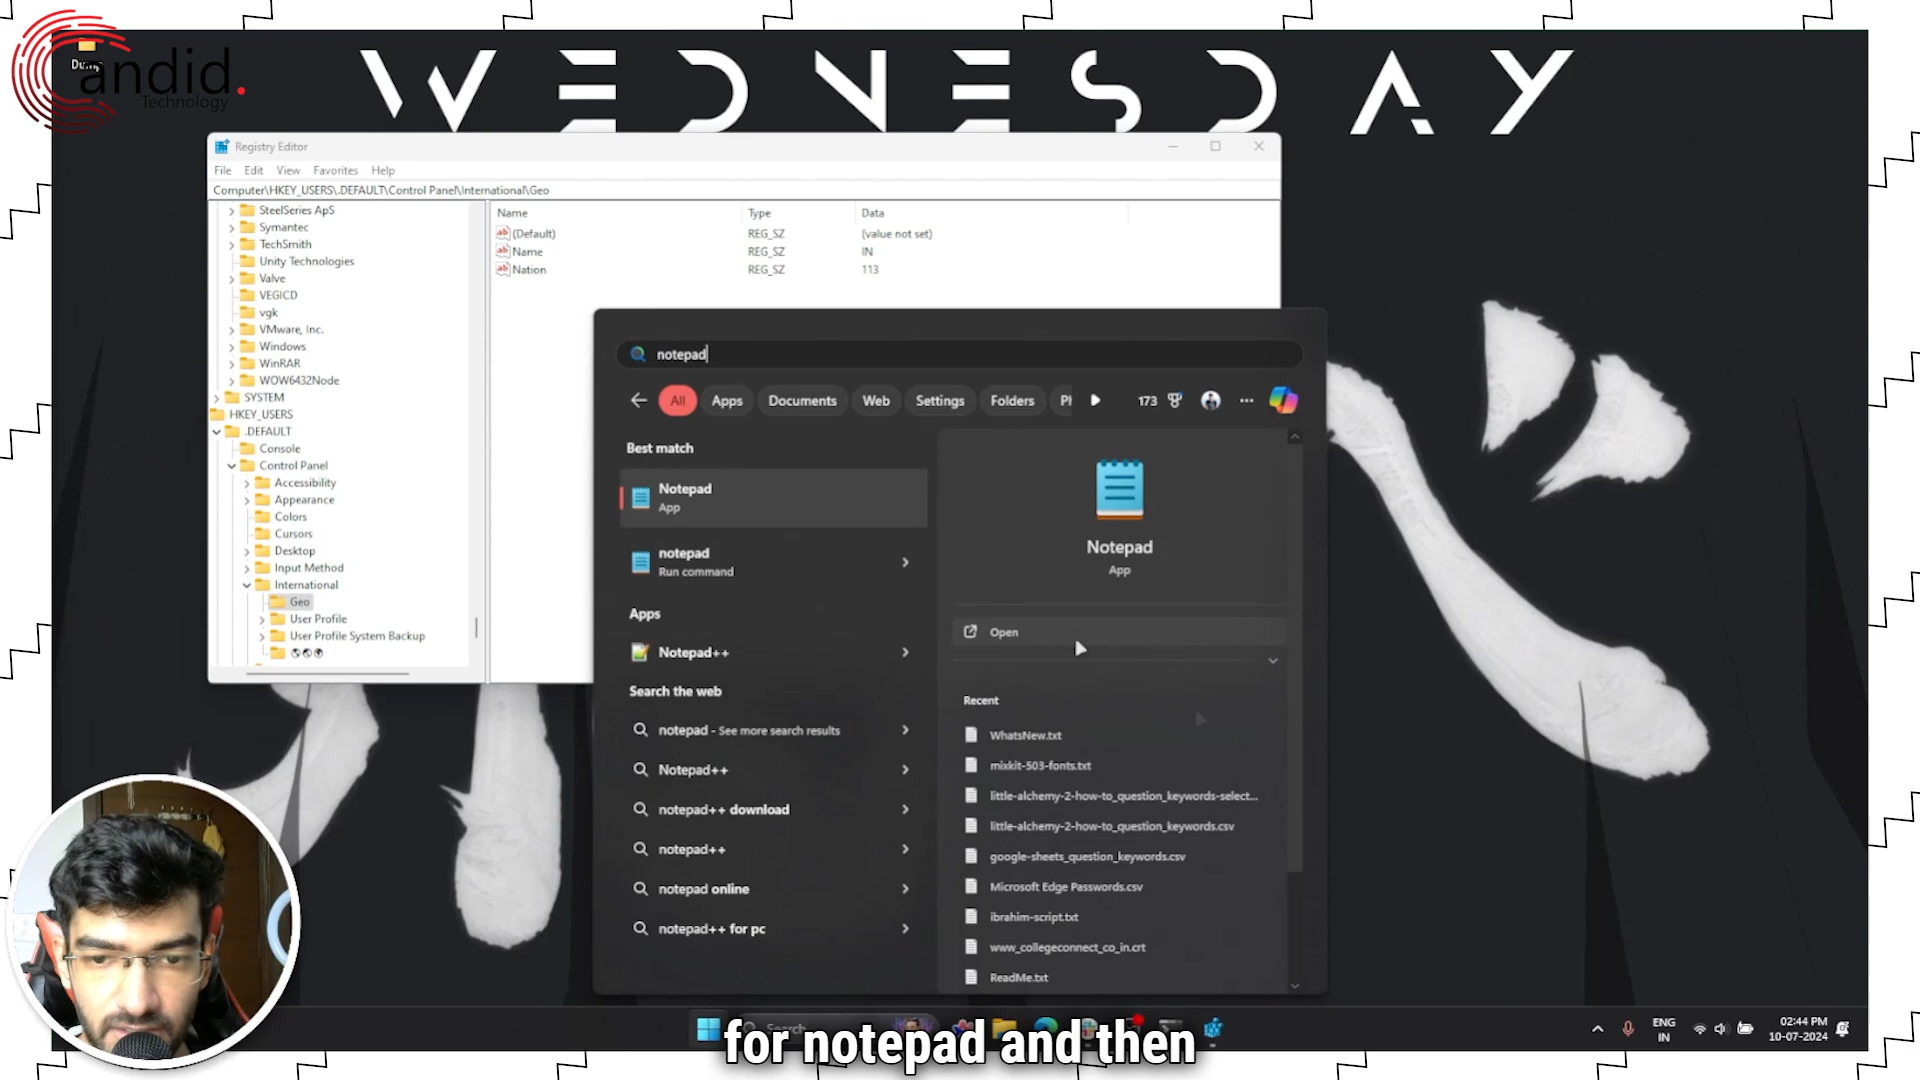 Dump
andid.
Technology
WEDNESDAY
Registry Editor
File Edit View Favorites Help
Computer\HKEY_USERS\.DEFAULT\Control Panel\International\Geo
SteelSeries ApS
Symantec
TechSmith
Unity Technologies
Valve
VEGICD
vgk
VMware, Inc.
Windows
WinRAR
WOW6432Node
SYSTEM
HKEY_USERS
.DEFAULT
Console
Control Panel
Accessibility
Appearance
Colors
Cursors
Desktop
Input Method
International
Geo
User Profile
User Profile System Backup
Name Type Data
(Default) REG_SZ (value not set)
Name REG_SZ IN
Nation REG_SZ 113
notepad
All Apps Documents Web Settings Folders 173
Best match
Notepad
App
notepad
Run command
Apps
Notepad++
Search the web
notepad - See more search results
Notepad++
notepad++ download
notepad++
notepad online
notepad++ for pc
Notepad
App
Open
Recent
WhatsNew.txt
mixkit-503-fonts.txt
little-alchemy-2-how-to_question_keywords-select...
little-alchemy-2-how-to_question_keywords.csv
google-sheets_question_keywords.csv
Microsoft Edge Passwords.csv
ibrahim-script.txt
www_collegeconnect_co_in.crt
ReadMe.txt
Search
ENG
IN
02:44 PM
10-07-2024
for notepad and then